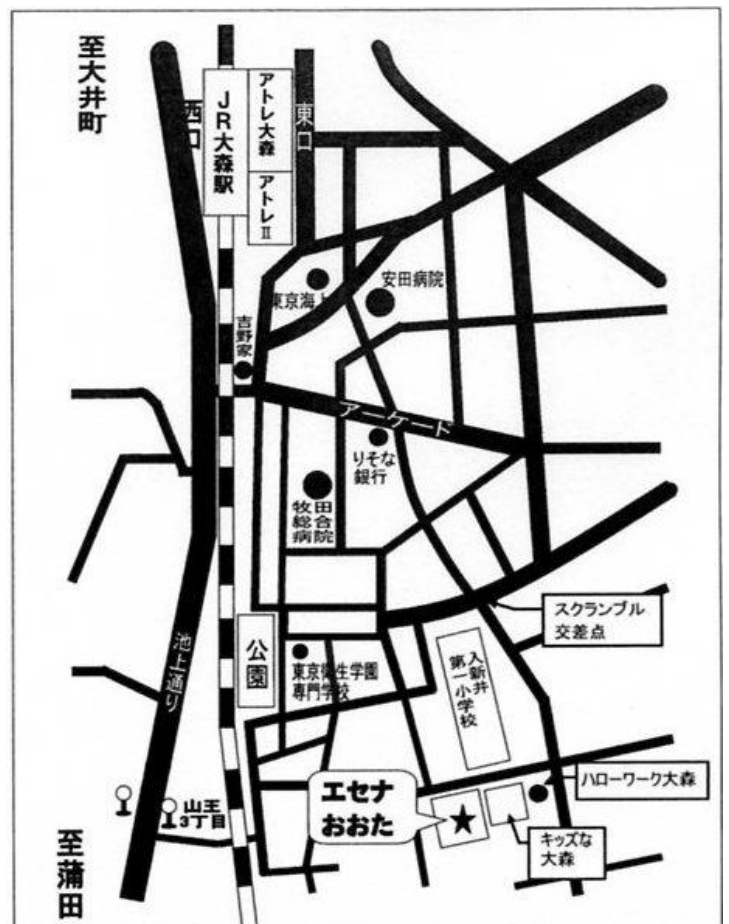 至大井町
西口
JR大森駅
アトレ大森
アトレⅡ
東口
東京海上
安田病院
吉野家
アーケード
りそな
銀行
牧田
総合
病院
スクランブル
交差点
池上通り
公園
東京衛生学園
専門学校
入新井
第一小学校
山王
3丁目
エセナ
おおた
ハローワーク大森
キッズな
大森
至蒲田